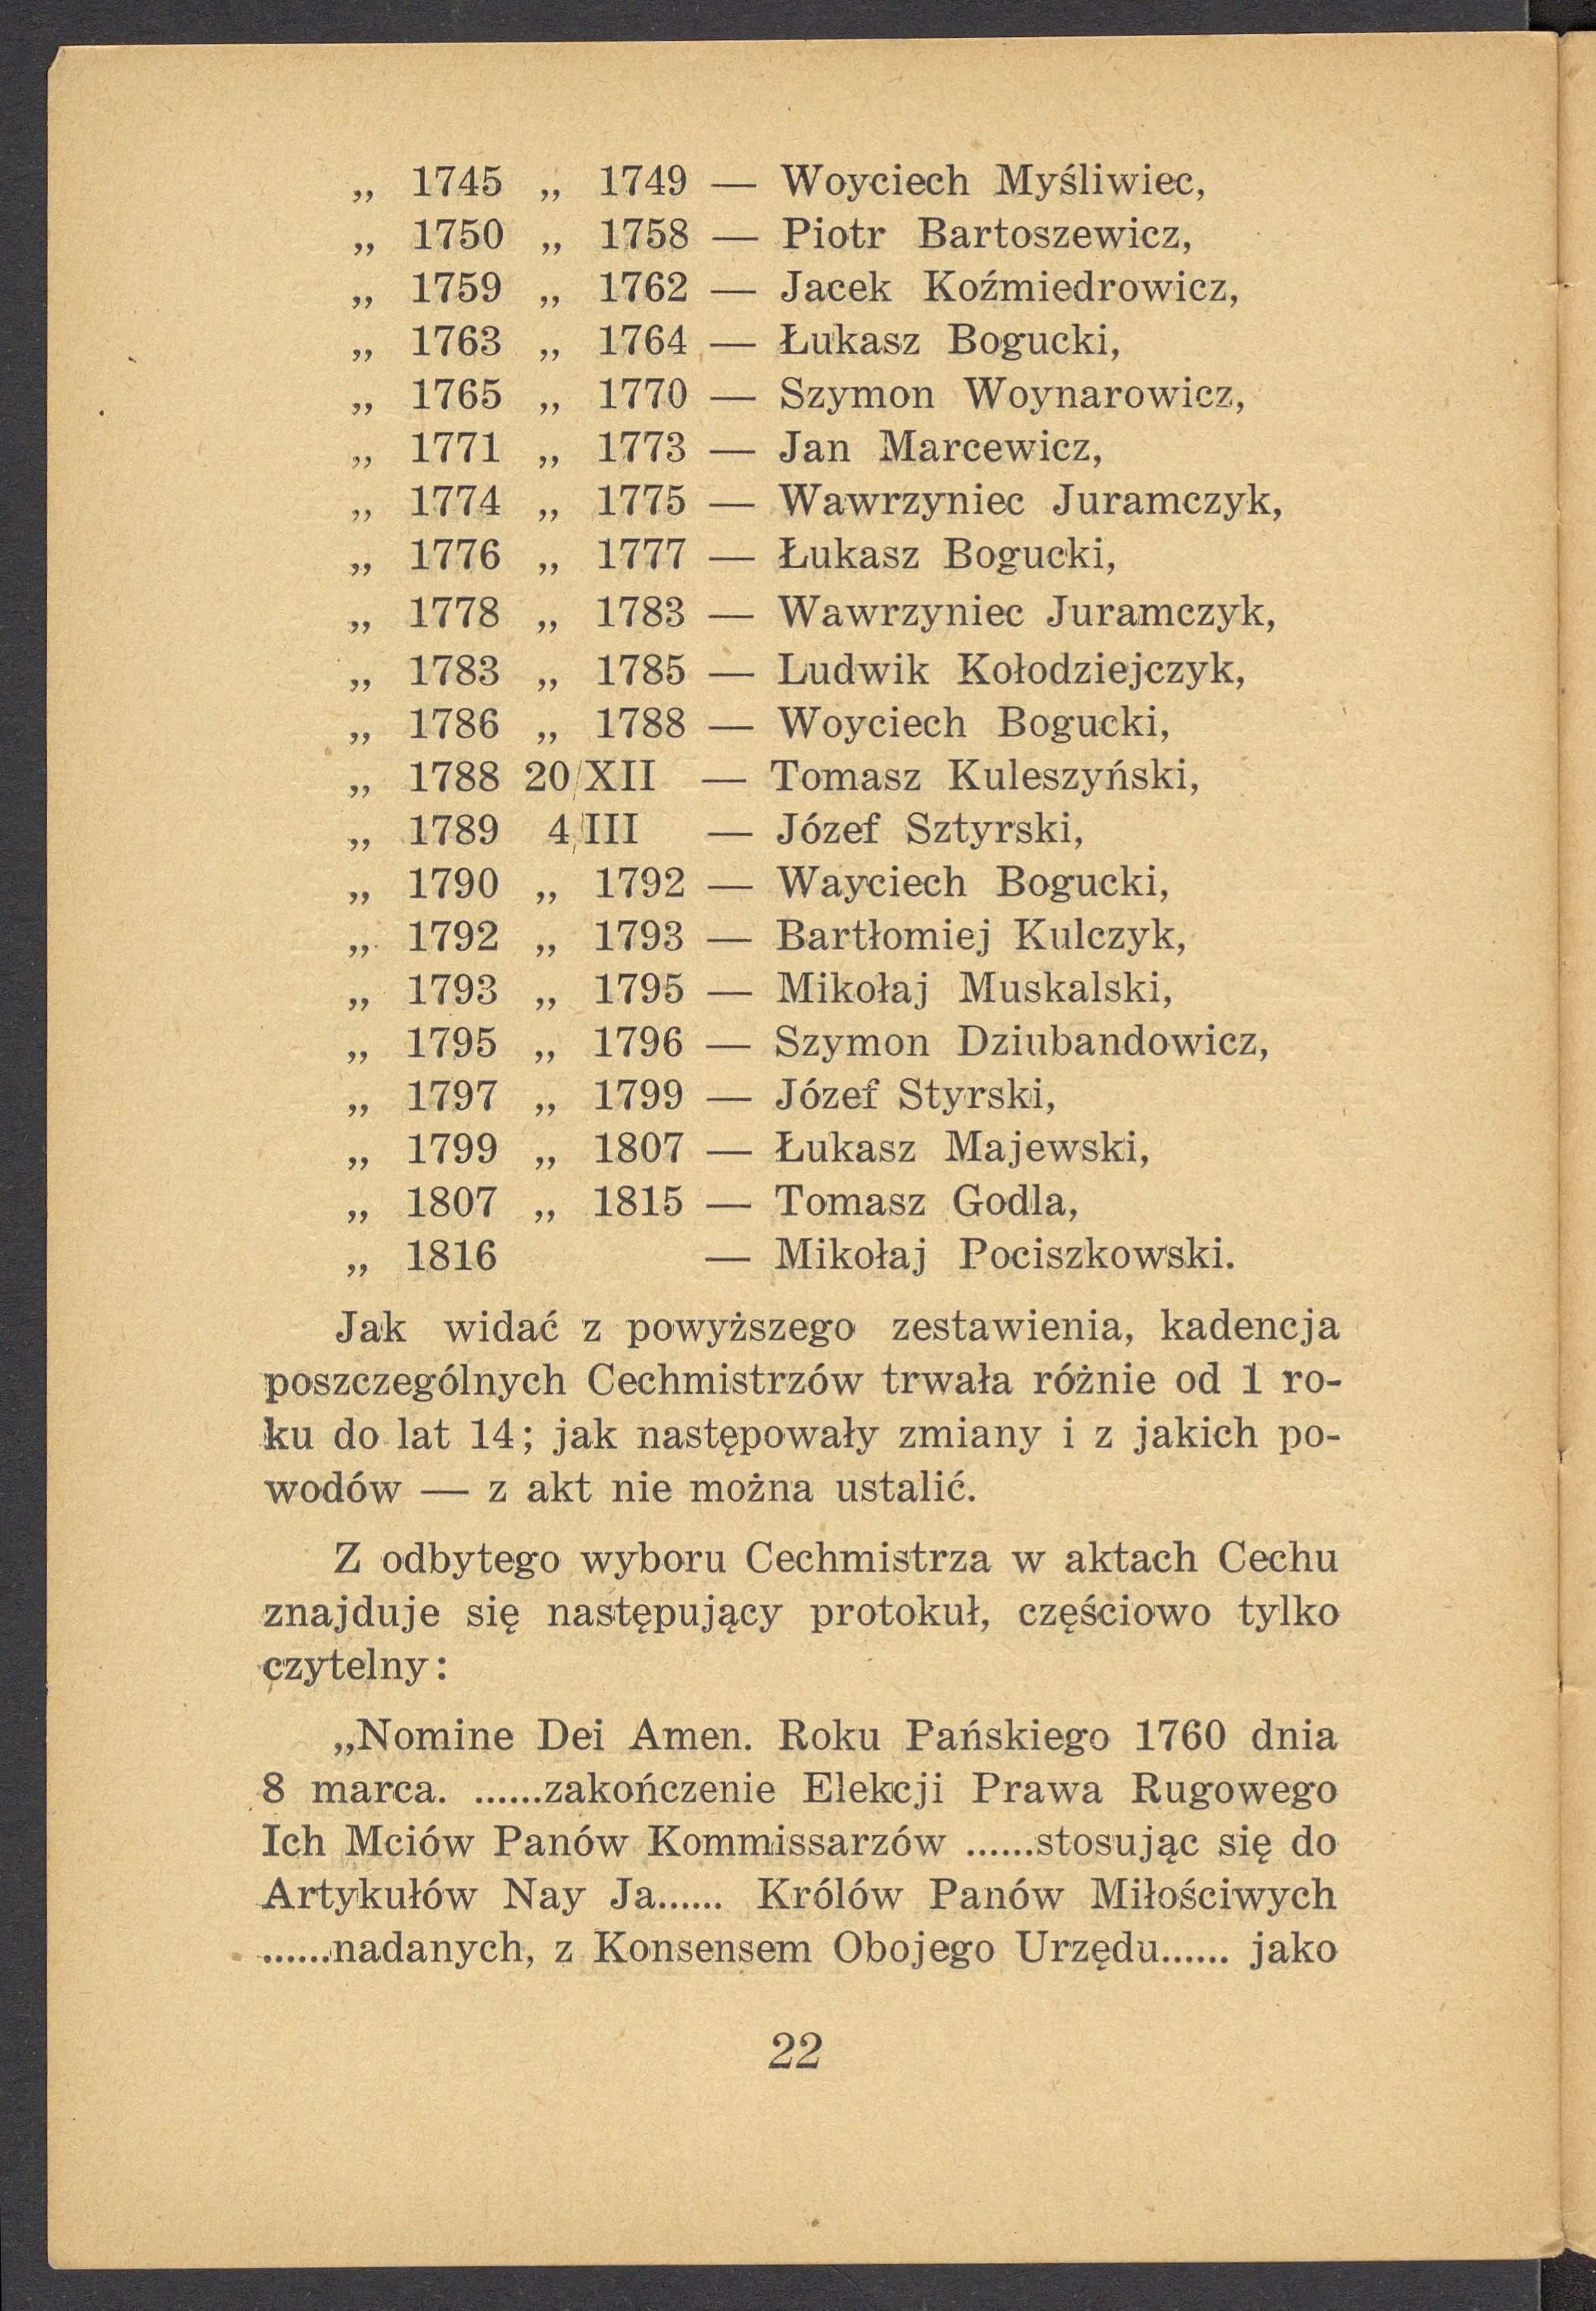 „ 1745 „ 1749 — Woyciech Myśliwiec,
„ 1750 „ 1758 — Piotr Bartoszewicz,
„ 1759 „ 1762 — Jacek Koźmiedrowicz,
„ 1763 „ 1764 — Łukasz Bogucki,
„ 1765 „ 1770 — Szymon Woynarowicz,
„ 1771 „ 1773 — Jan Marcewicz,
„ 1774 „ 1775 — Wawrzyniec Juramczyk,
„ 1776 „ 1777 — Łukasz Bogucki,
„ 1778 „ 1783 — Wawrzyniec Juramczyk,
„ 1783 „ 1785 — Ludwik Kołodziejczyk,
„ 1786 „ 1788 — Woyciech Bogucki,
„ 1788 20/XII — Tomasz Kuleszyński,
„ 1789 4/III — Józef Sztyrski,
„ 1790 „ 1792 — Wayciech Bogucki,
„ 1792 „ 1793 — Bartłomiej Kulczyk,
„ 1793 „ 1795 — Mikołaj Muskalski,
„ 1795 „ 1796 — Szymon Dziubandowicz,
„ 1797 „ 1799 — Józef Styrski,
„ 1799 „ 1807 — Łukasz Majewski,
„ 1807 „ 1815 — Tomasz Godla,
„ 1816 — Mikołaj Pociszkowski.
Jak widać z powyższego zestawienia, kadencja
poszczególnych Cechmistrzów trwała różnie od 1 ro-
ku do lat 14; jak następowały zmiany i z jakich po-
wodów — z akt nie można ustalić.
Z odbytego wyboru Cechmistrza w aktach Cechu
znajduje się następujący protokuł, częściowo tylko
czytelny:
„Nomine Dei Amen. Roku Pańskiego 1760 dnia
8 marca. ......zakończenie Elekcji Prawa Rugowego
Ich Mciów Panów Kommissarzów ......stosując się do
Artykułów Nay Ja...... Królów Panów Miłościwych
......nadanych, z Konsensem Obojego Urzędu...... jako
22